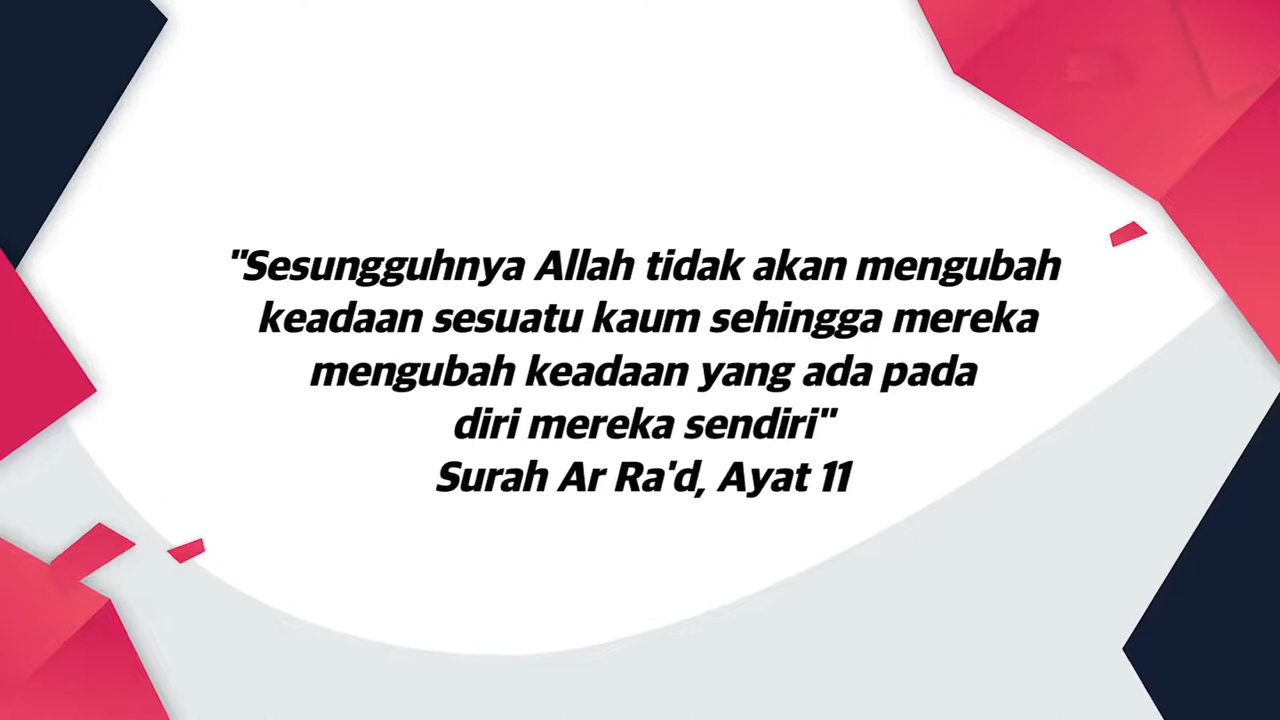 "Sesungguhnya Allah tidak akan mengubah
keadaan sesuatu kaum sehingga mereka
mengubah keadaan yang ada pada
diri mereka sendiri"
Surah Ar Ra'd, Ayat 11